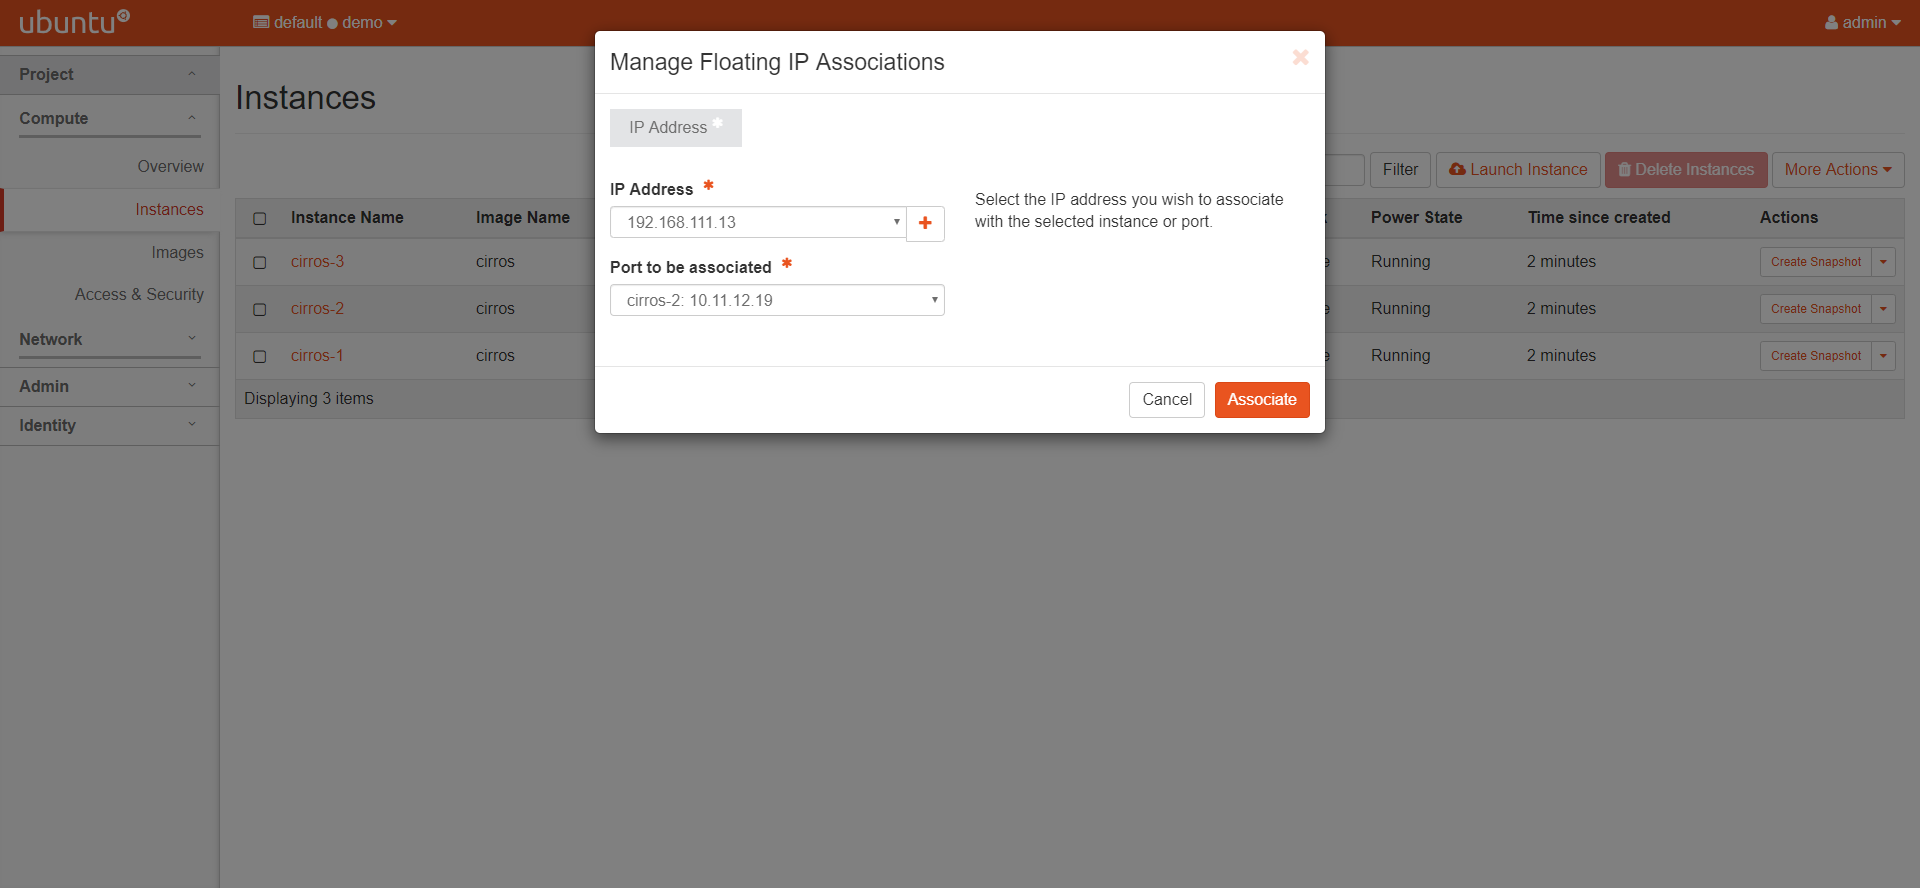 ubuntu
default demo
admin
Project
Compute
Overview
Instances
Images
Access & Security
Network
Admin
Identity
Instances
Filter
Launch Instance
Delete Instances
More Actions
Instance Name Image Name Power State Time since created Actions
cirros-3 cirros Running 2 minutes Create Snapshot
cirros-2 cirros Running 2 minutes Create Snapshot
cirros-1 cirros Running 2 minutes Create Snapshot
Displaying 3 items
Manage Floating IP Associations
IP Address *
IP Address *
192.168.111.13
Port to be associated *
cirros-2: 10.11.12.19
Select the IP address you wish to associate
with the selected instance or port.
Cancel
Associate